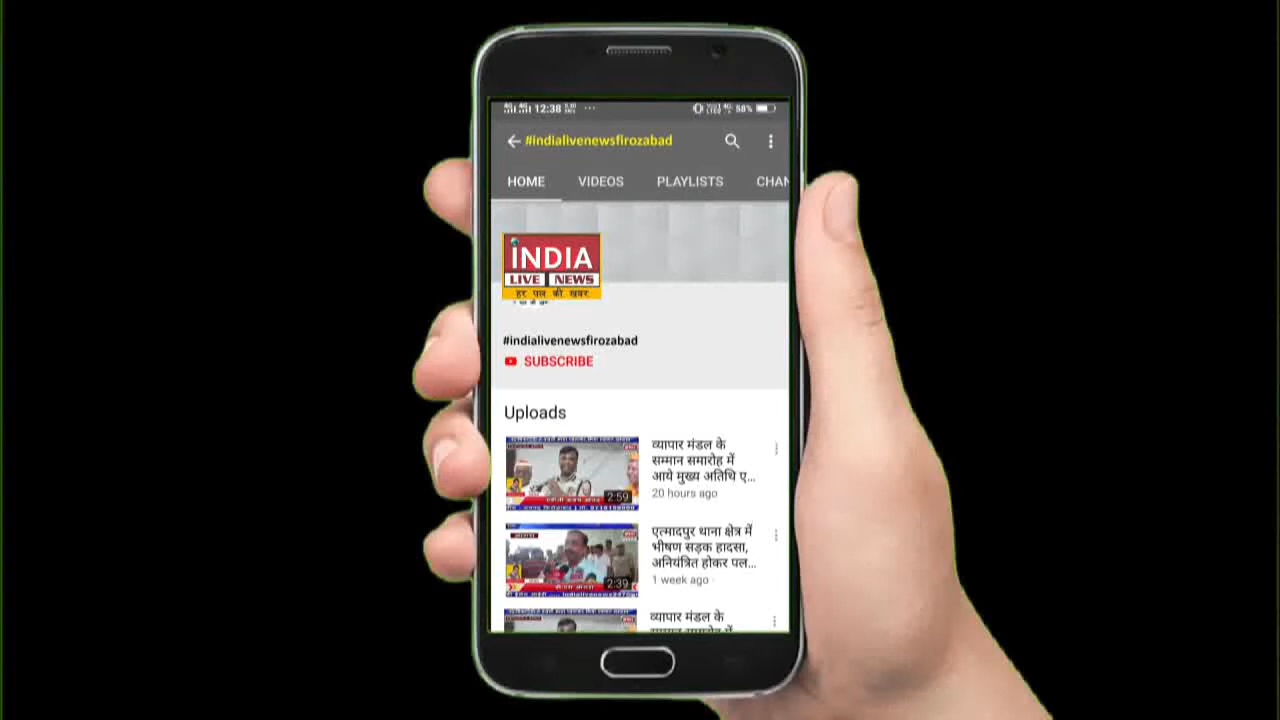 12:38
58%
#indialivenewsfirozabad
HOME VIDEOS PLAYLISTS CHAN
INDIA
LIVE NEWS
हर पल की खबर
#indialivenewsfirozabad
SUBSCRIBE
Uploads
व्यापार मंडल के
सम्मान समारोह में
आये मुख्य अतिथि ए...
20 hours ago
2:59
एत्मादपुर थाना क्षेत्र में
भीषण सड़क हादसा,
अनियंत्रित होकर पल...
1 week ago
2:39
व्यापार मंडल के